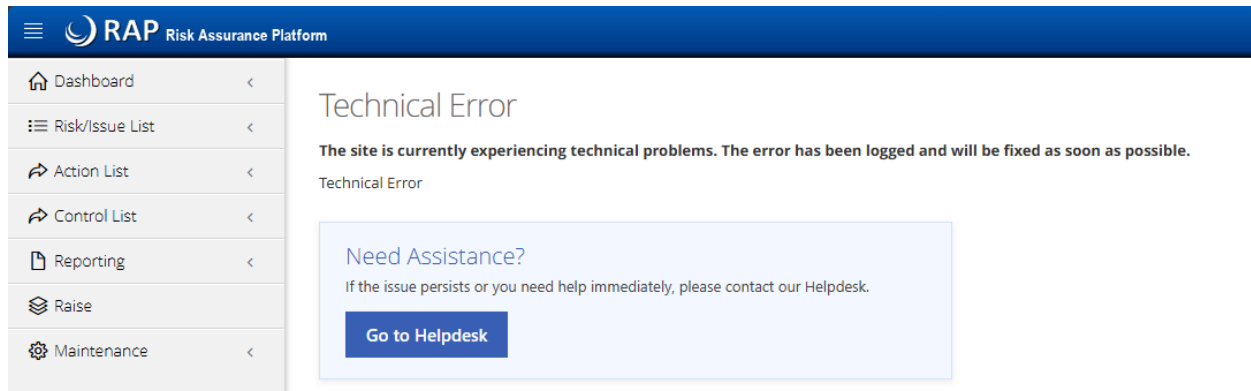 RAP Risk Assurance Platform
Dashboard
Risk/Issue List
Action List
Control List
Reporting
Raise
Maintenance
Technical Error
The site is currently experiencing technical problems. The error has been logged and will be fixed as soon as possible.
Technical Error
Need Assistance?
If the issue persists or you need help immediately, please contact our Helpdesk.
Go to Helpdesk